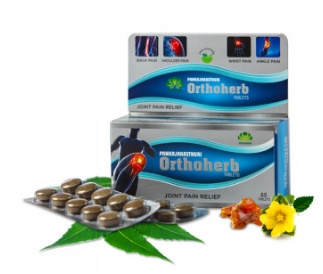 BACK PAIN SHOULDER PAIN WRIST PAIN ANKLE PAIN
PANKAJAKASTHURI
Orthoherb
TABLETS
JOINT PAIN RELIEF
PANKAJAKASTHURI
Orthoherb
TABLETS
JOINT PAIN RELIEF
60